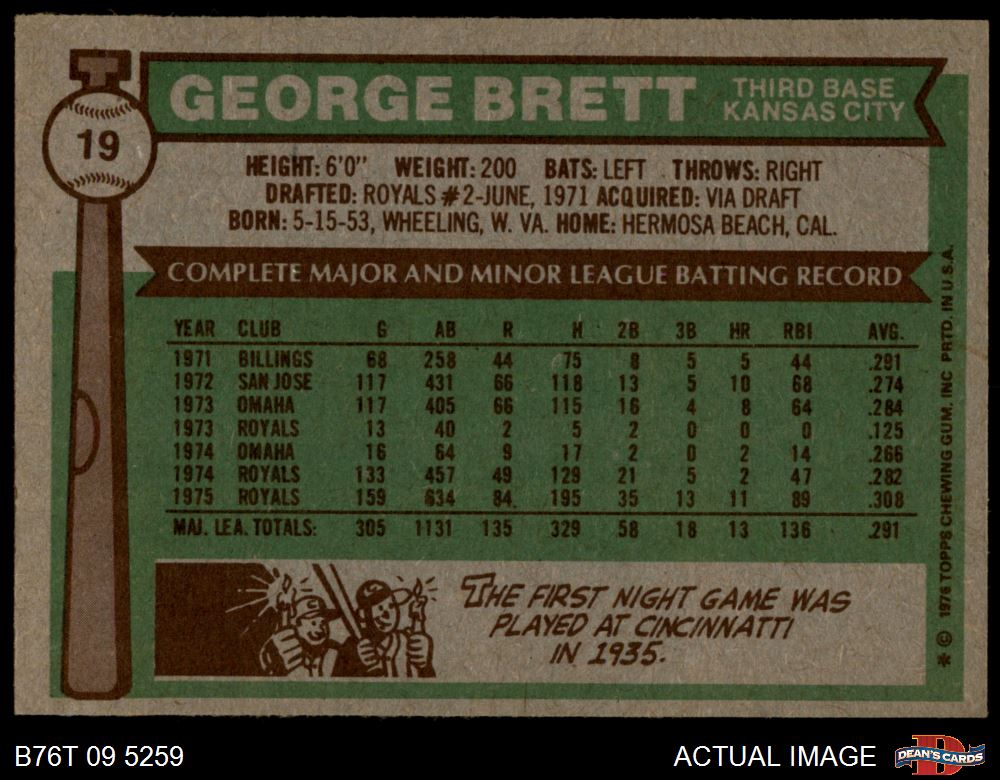 GEORGE BRETT
THIRD BASE
KANSAS CITY
19
HEIGHT: 6'0" WEIGHT: 200 BATS: LEFT THROWS: RIGHT
DRAFTED: ROYALS #2-JUNE, 1971 ACQUIRED: VIA DRAFT
BORN: 5-15-53, WHEELING, W. VA. HOME: HERMOSA BEACH, CAL.
COMPLETE MAJOR AND MINOR LEAGUE BATTING RECORD
YEAR CLUB G AB R H 2B 3B HR RBI AVG.
1971 BILLINGS 68 258 44 75 8 5 5 44 .291
1972 SAN JOSE 117 431 66 118 13 5 10 68 .274
1973 OMAHA 117 405 66 115 16 4 8 64 .284
1973 ROYALS 13 40 2 5 2 0 0 0 .125
1974 OMAHA 16 64 9 17 2 0 2 14 .266
1974 ROYALS 133 457 49 129 21 5 2 47 .282
1975 ROYALS 159 634 84 195 35 13 11 89 .308
MAJ. LEA. TOTALS: 305 1131 135 329 58 18 13 136 .291
THE FIRST NIGHT GAME WAS
PLAYED AT CINCINNATTI
IN 1935.
* © 1976 TOPPS CHEWING GUM, INC PRTD. IN U.S.A.
B76T 09 5259
ACTUAL IMAGE
D
DEAN'S CARDS